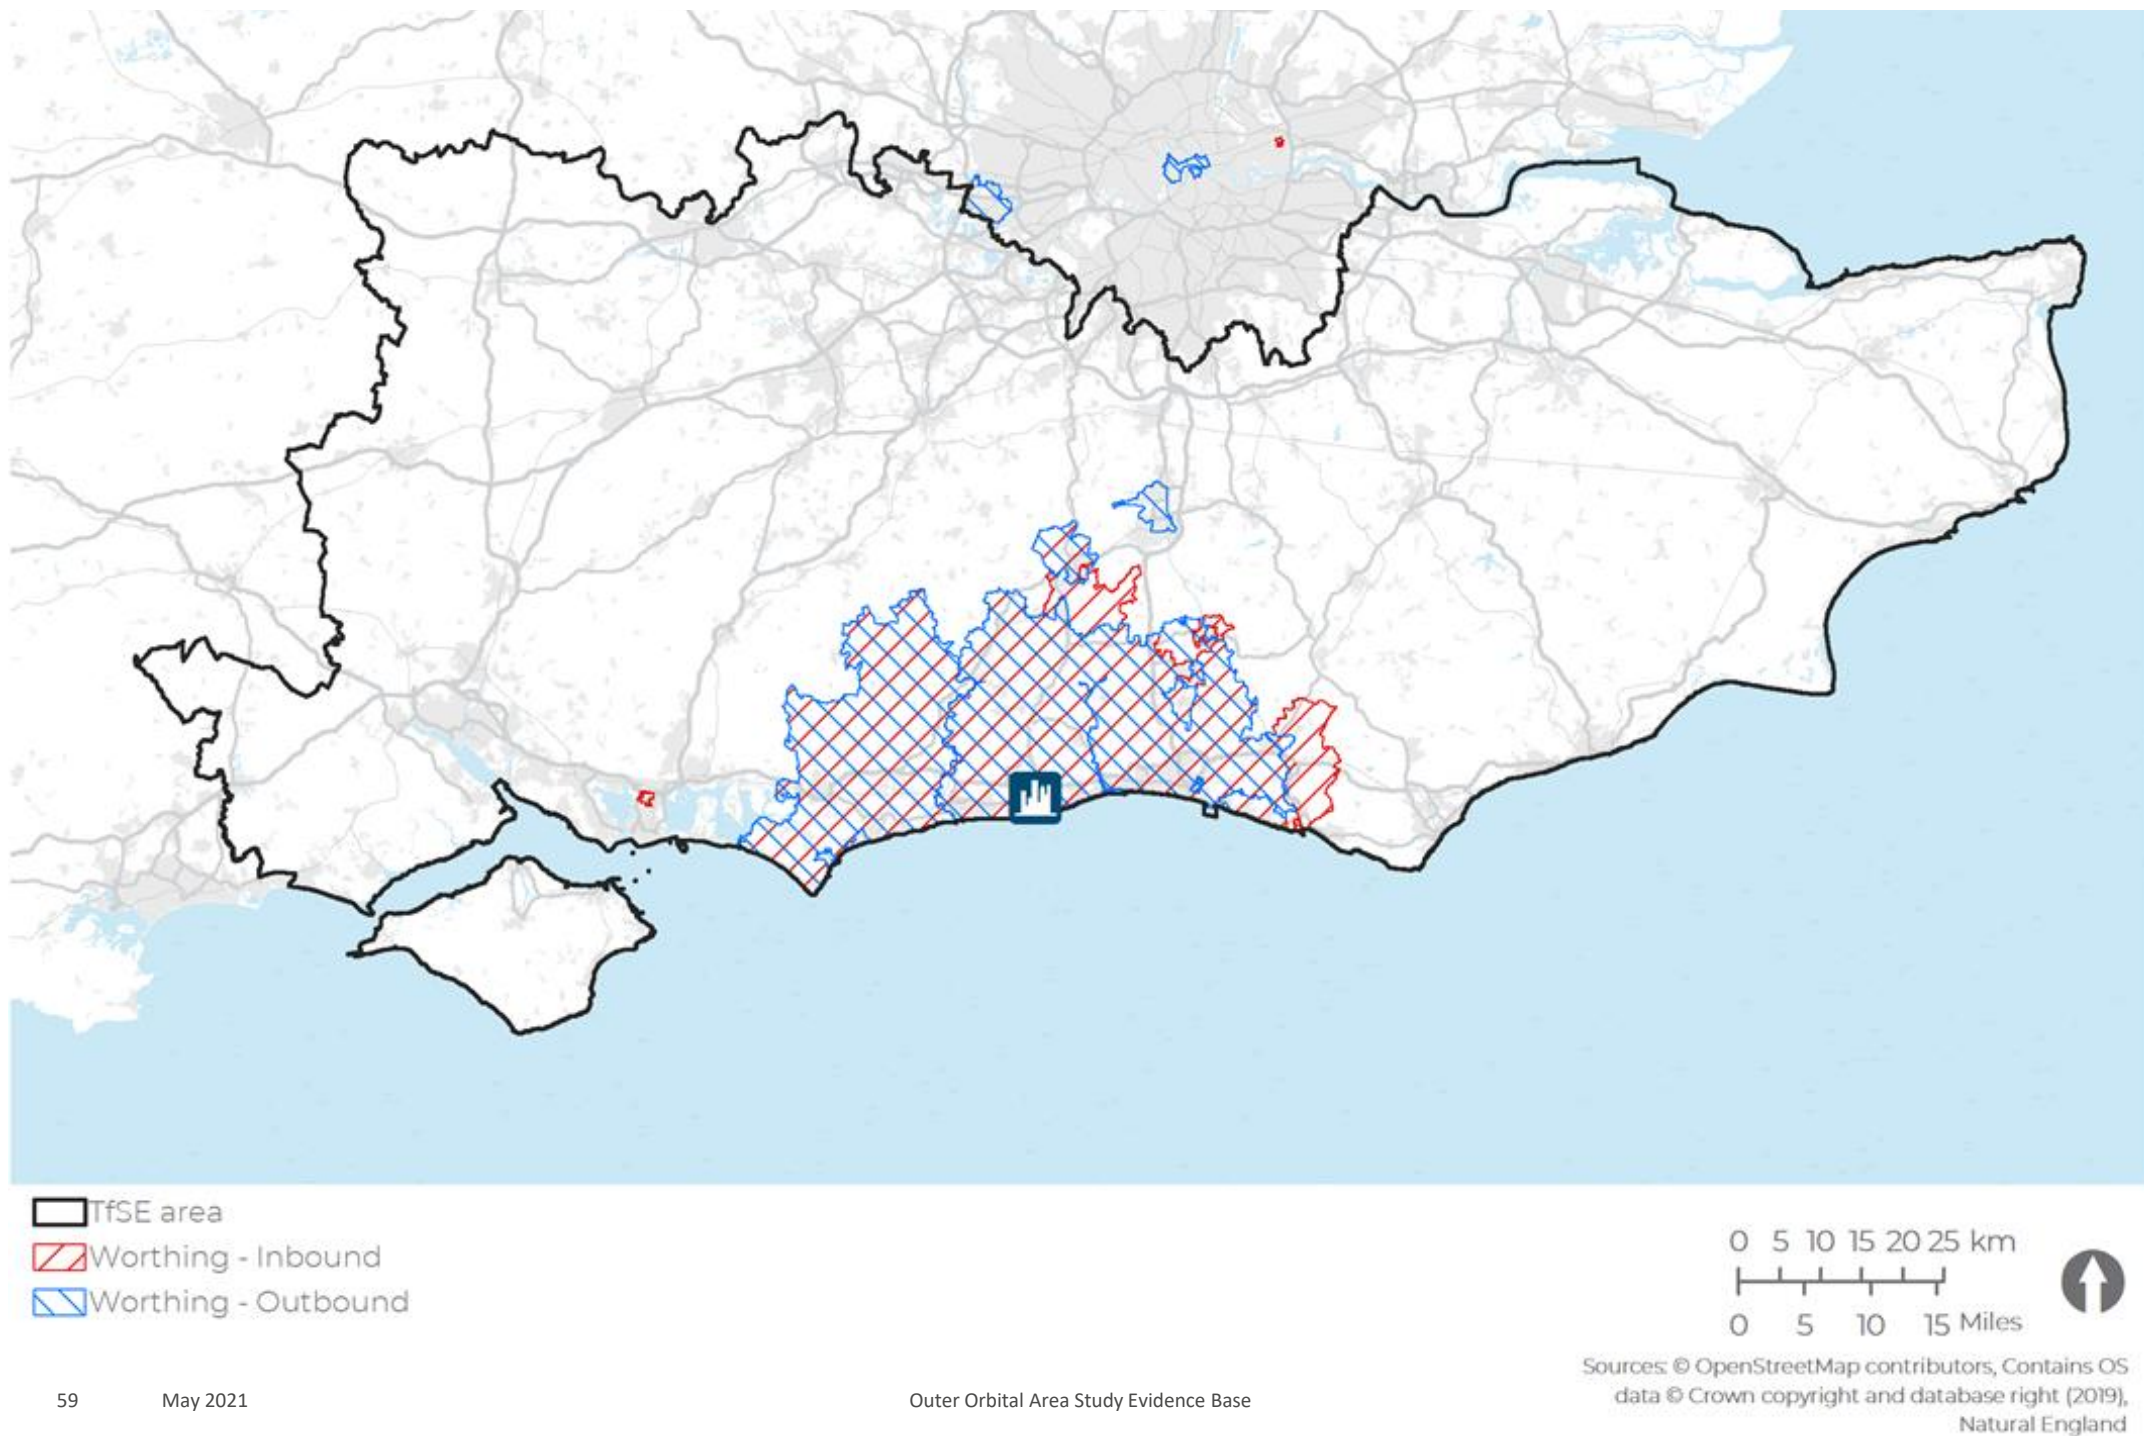 TfSE area
Worthing - Inbound
Worthing - Outbound
0 5 10 15 20 25 km
0 5 10 15 Miles
Sources: © OpenStreetMap contributors, Contains OS
data © Crown copyright and database right (2019),
Natural England
59 May 2021 Outer Orbital Area Study Evidence Base